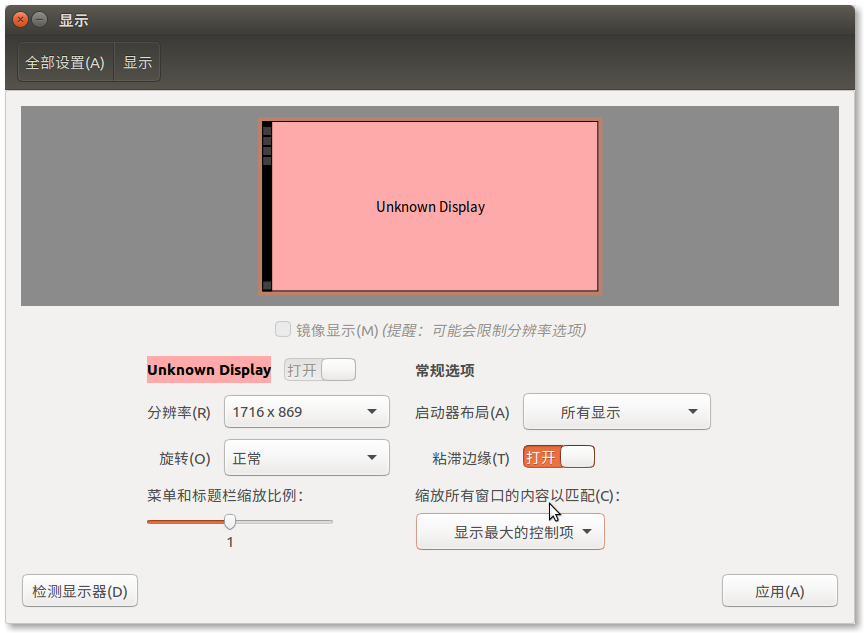 显示
全部设置(A) 显示
Unknown Display
镜像显示(M) (提醒：可能会限制分辨率选项)
Unknown Display 打开 常规选项
分辨率(R) 1716 x 869 启动器布局(A) 所有显示
旋转(O) 正常 粘滞边缘(T) 打开
菜单和标题栏缩放比例： 缩放所有窗口的内容以匹配(C)：
显示最大的控制项
1
检测显示器(D) 应用(A)